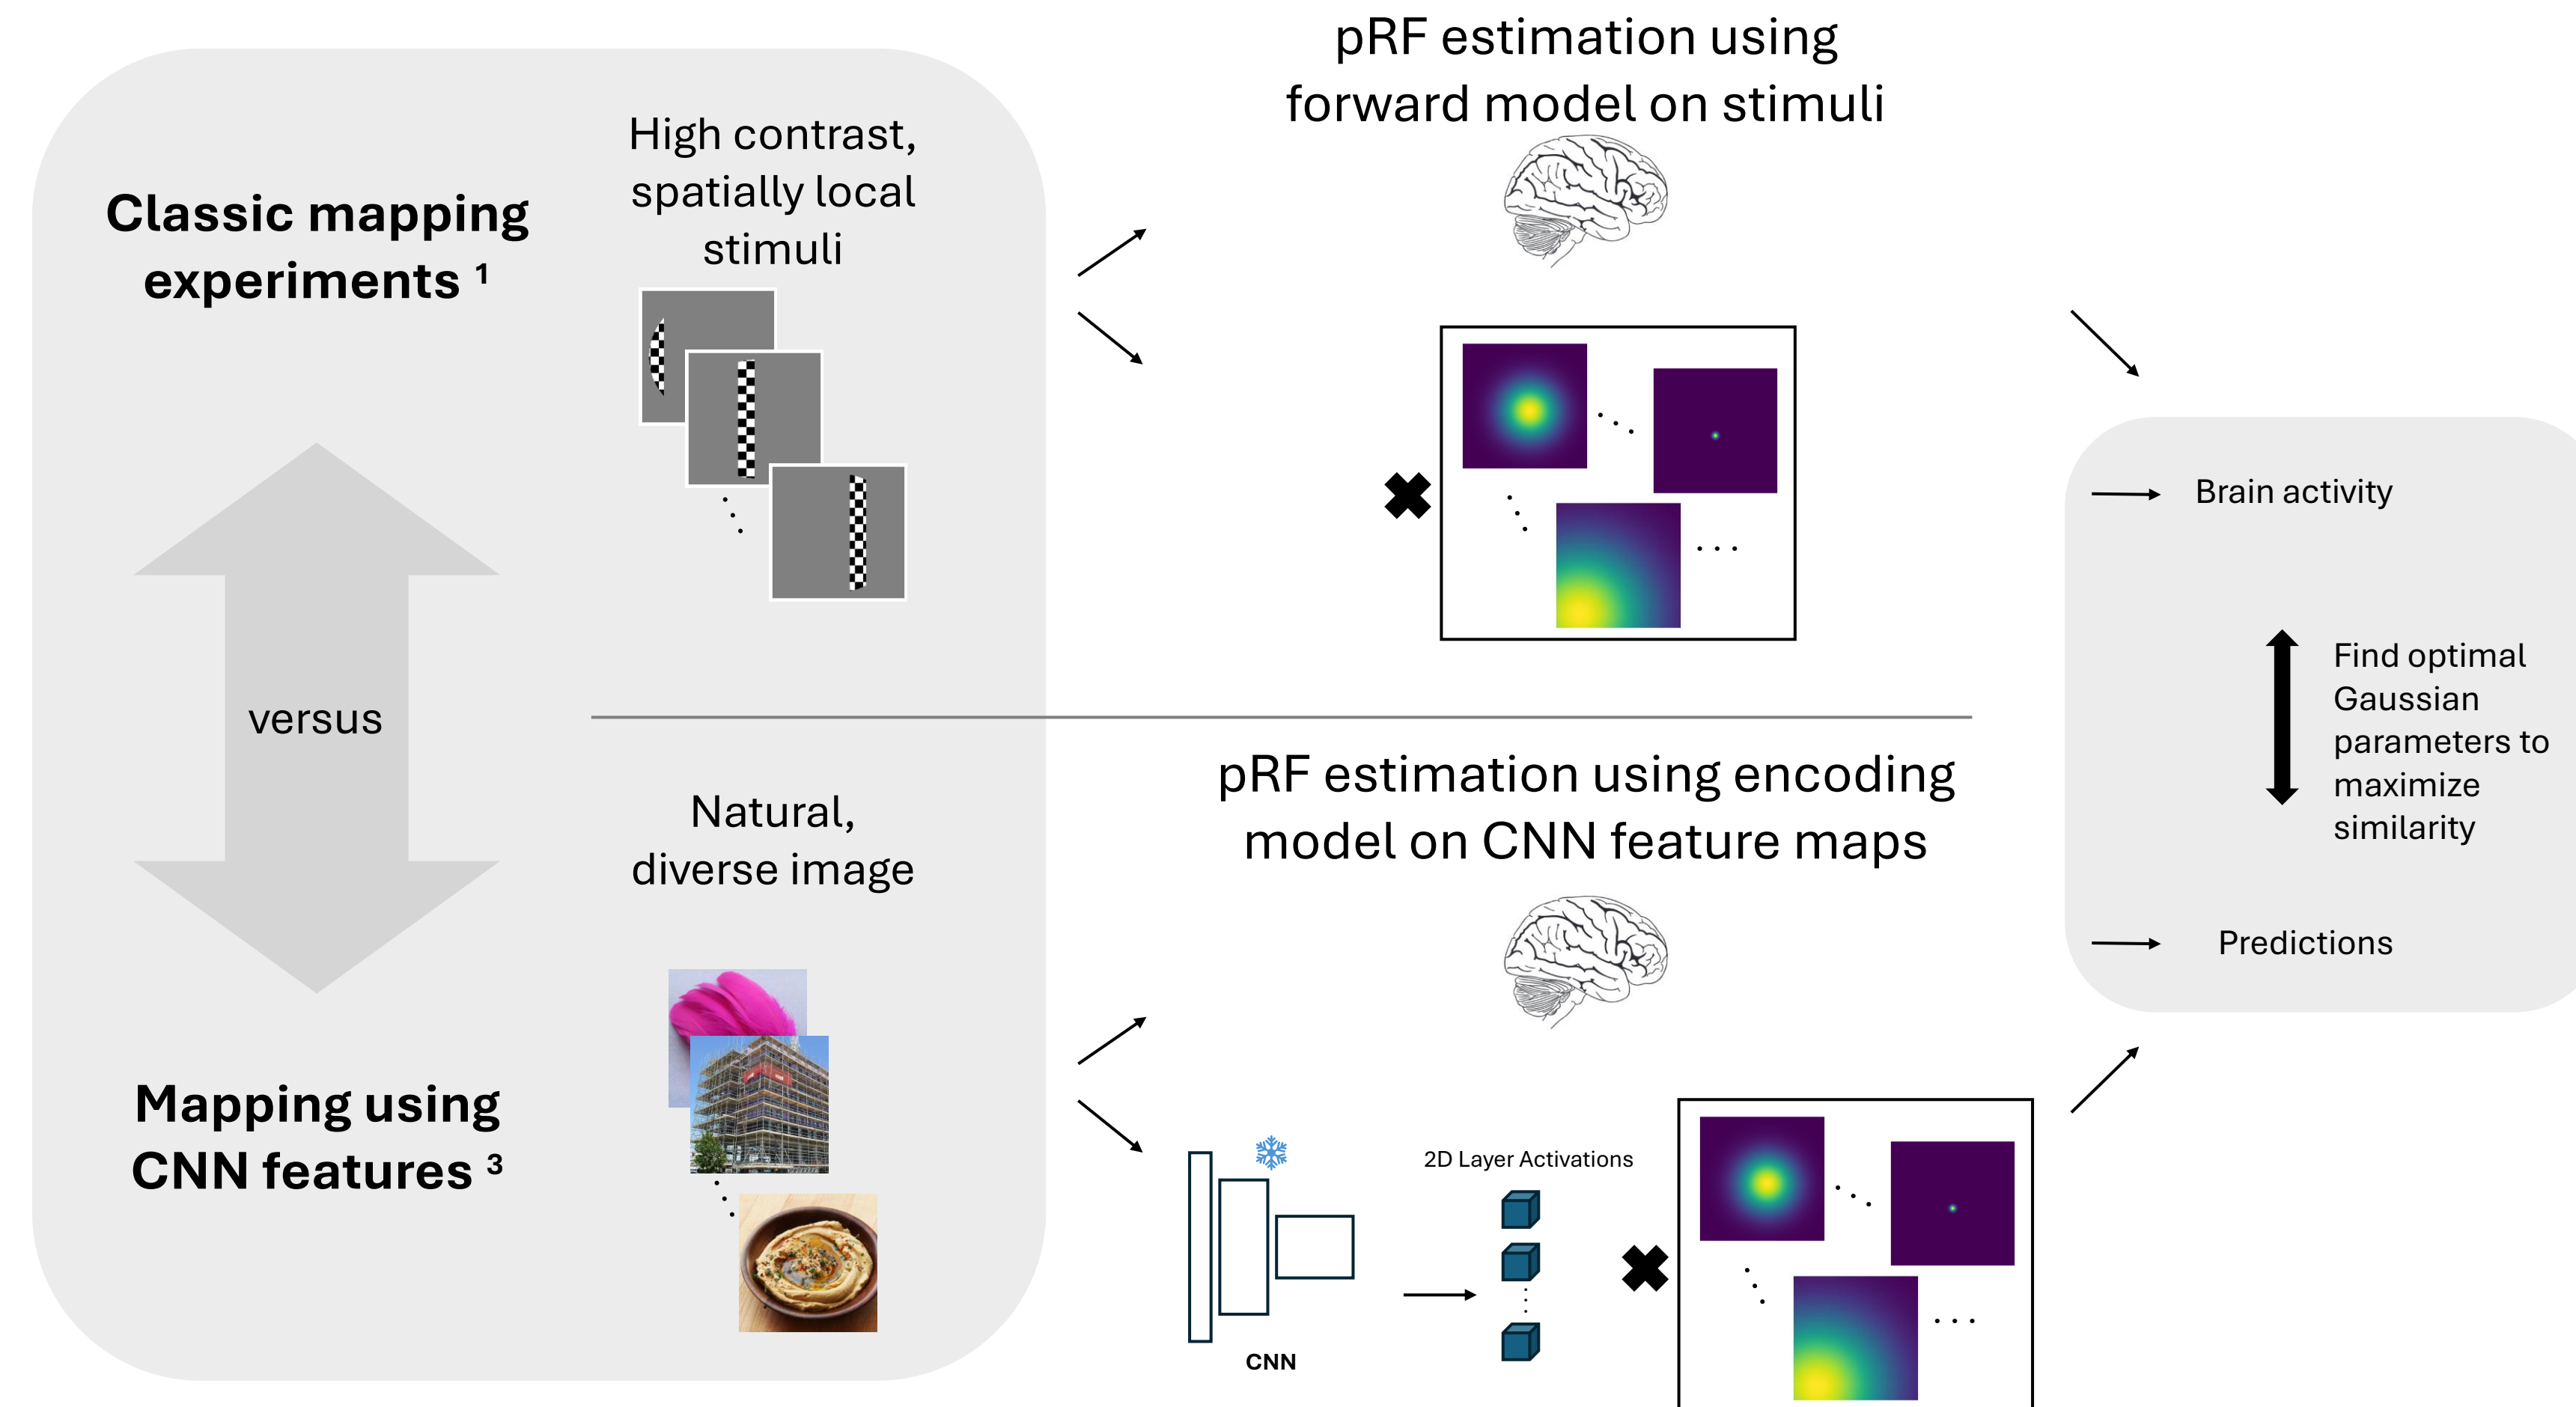 Classic mapping
experiments ¹
High contrast,
spatially local
stimuli
versus
Natural,
diverse image
Mapping using
CNN features ³
pRF estimation using
forward model on stimuli
pRF estimation using encoding
model on CNN feature maps
2D Layer Activations
CNN
Brain activity
Find optimal
Gaussian
parameters to
maximize
similarity
Predictions